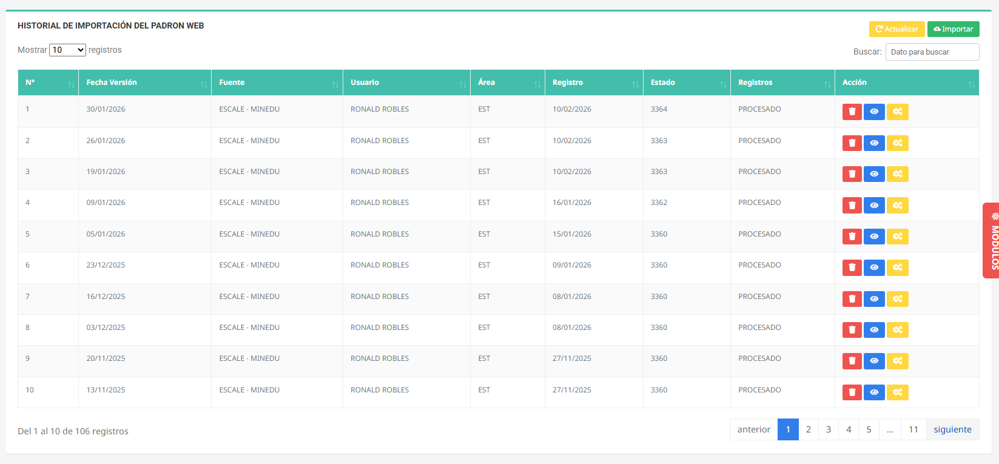 HISTORIAL DE IMPORTACIÓN DEL PADRON WEB
Actualizar Importar
Mostrar 10 registros
Buscar: Dato para buscar
N° Fecha Versión Fuente Usuario Área Registro Estado Registros Acción
1 30/01/2026 ESCALE - MINEDU RONALD ROBLES EST 10/02/2026 3364 PROCESADO
2 26/01/2026 ESCALE - MINEDU RONALD ROBLES EST 10/02/2026 3363 PROCESADO
3 19/01/2026 ESCALE - MINEDU RONALD ROBLES EST 10/02/2026 3363 PROCESADO
4 09/01/2026 ESCALE - MINEDU RONALD ROBLES EST 16/01/2026 3362 PROCESADO
5 05/01/2026 ESCALE - MINEDU RONALD ROBLES EST 15/01/2026 3360 PROCESADO
6 23/12/2025 ESCALE - MINEDU RONALD ROBLES EST 09/01/2026 3360 PROCESADO
7 16/12/2025 ESCALE - MINEDU RONALD ROBLES EST 08/01/2026 3360 PROCESADO
8 03/12/2025 ESCALE - MINEDU RONALD ROBLES EST 08/01/2026 3360 PROCESADO
9 20/11/2025 ESCALE - MINEDU RONALD ROBLES EST 27/11/2025 3360 PROCESADO
10 13/11/2025 ESCALE - MINEDU RONALD ROBLES EST 27/11/2025 3360 PROCESADO
Del 1 al 10 de 106 registros
anterior 1 2 3 4 5 ... 11 siguiente
MODULOS